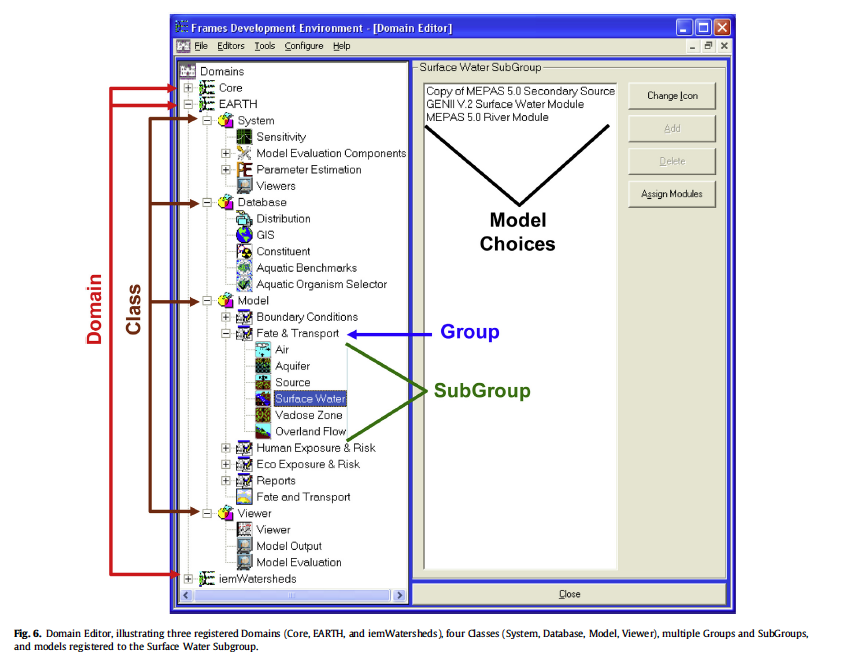 Frames Development Environment - [Domain Editor]
File Editors Tools Configure Help
Domains
Core
EARTH
System
Sensitivity
Model Evaluation Components
Parameter Estimation
Viewers
Database
Distribution
GIS
Constituent
Aquatic Benchmarks
Aquatic Organism Selector
Model
Boundary Conditions
Fate & Transport
Air
Aquifer
Source
Surface Water
Vadose Zone
Overland Flow
Human Exposure & Risk
Eco Exposure & Risk
Reports
Fate and Transport
Viewer
Viewer
Model Output
Model Evaluation
iemWatersheds
Surface Water SubGroup
Copy of MEPAS 5.0 Secondary Source
GENII V.2 Surface Water Module
MEPAS 5.0 River Module
Change Icon
Add
Delete
Assign Modules
Close
Model
Choices
Group
SubGroup
Domain
Class
Fig. 6. Domain Editor, illustrating three registered Domains (Core, EARTH, and iemWatersheds), four Classes (System, Database, Model, Viewer), multiple Groups and SubGroups,
and models registered to the Surface Water Subgroup.